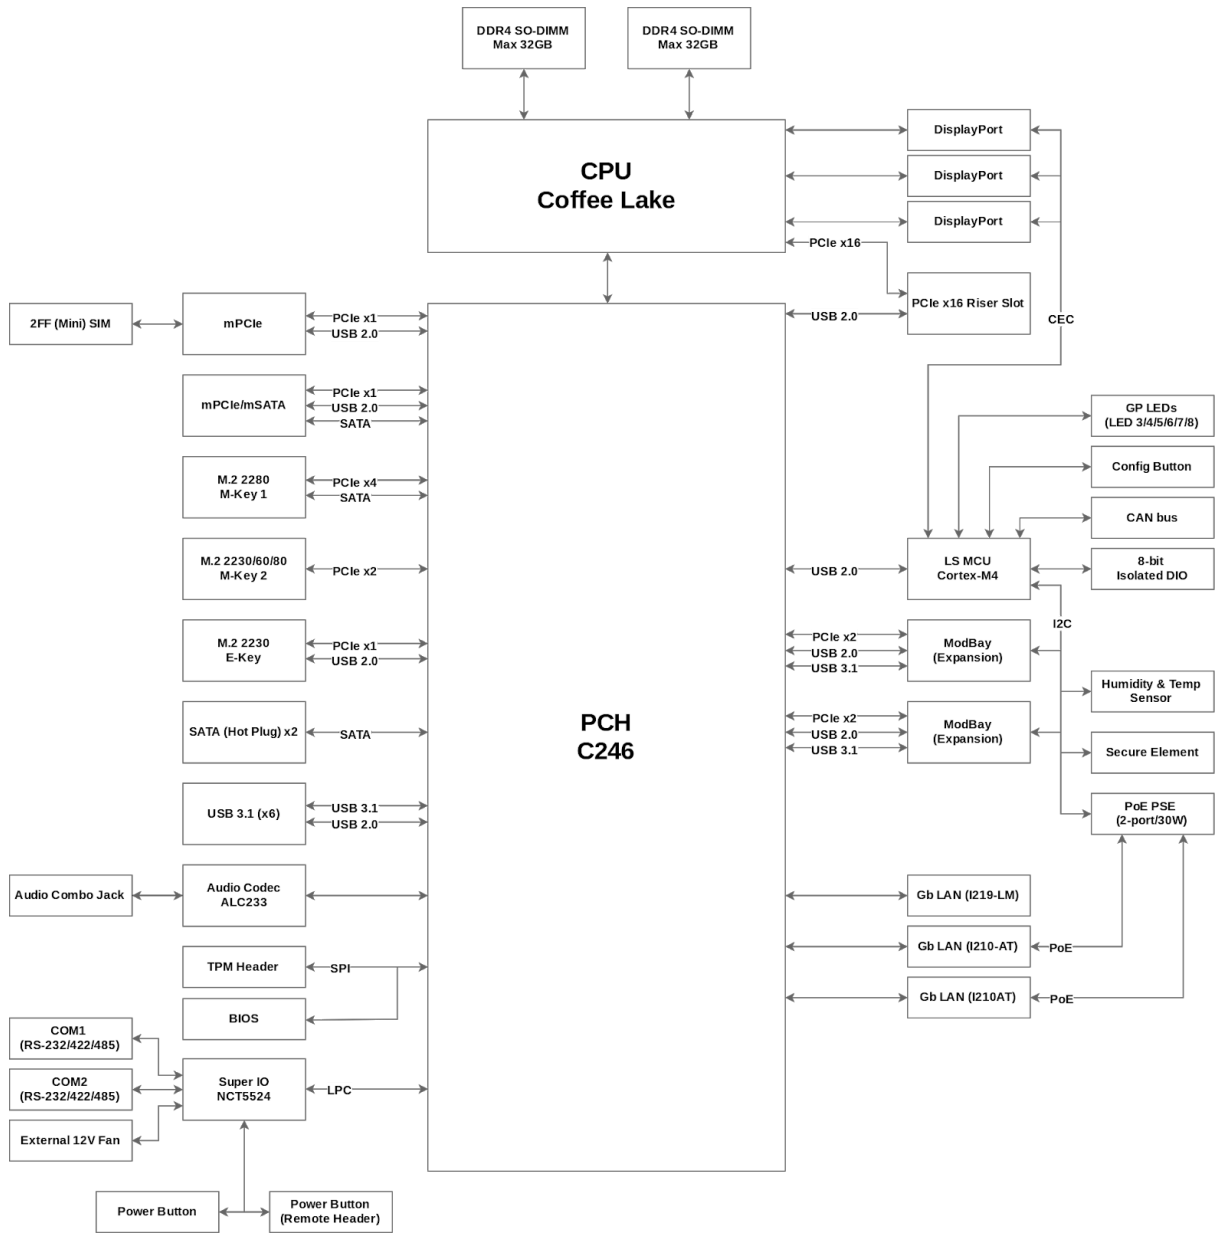 DDR4 SO-DIMM
Max 32GB
DDR4 SO-DIMM
Max 32GB
CPU
Coffee Lake
DisplayPort
DisplayPort
DisplayPort
PCIe x16
PCIe x16 Riser Slot
USB 2.0
CEC
2FF (Mini) SIM
mPCIe
PCIe x1
USB 2.0
mPCIe/mSATA
PCIe x1
USB 2.0
SATA
M.2 2280
M-Key 1
PCIe x4
SATA
M.2 2230/60/80
M-Key 2
PCIe x2
M.2 2230
E-Key
PCIe x1
USB 2.0
SATA (Hot Plug) x2
SATA
USB 3.1 (x6)
USB 3.1
USB 2.0
Audio Combo Jack
Audio Codec
ALC233
TPM Header
SPI
BIOS
COM1
(RS-232/422/485)
COM2
(RS-232/422/485)
External 12V Fan
Super IO
NCT5524
LPC
Power Button
Power Button
(Remote Header)
PCH
C246
GP LEDs
(LED 3/4/5/6/7/8)
Config Button
CAN bus
8-bit
Isolated DIO
USB 2.0
LS MCU
Cortex-M4
I2C
PCIe x2
USB 2.0
USB 3.1
ModBay
(Expansion)
PCIe x2
USB 2.0
USB 3.1
ModBay
(Expansion)
Humidity & Temp
Sensor
Secure Element
PoE PSE
(2-port/30W)
Gb LAN (I219-LM)
Gb LAN (I210-AT)
PoE
Gb LAN (I210AT)
PoE